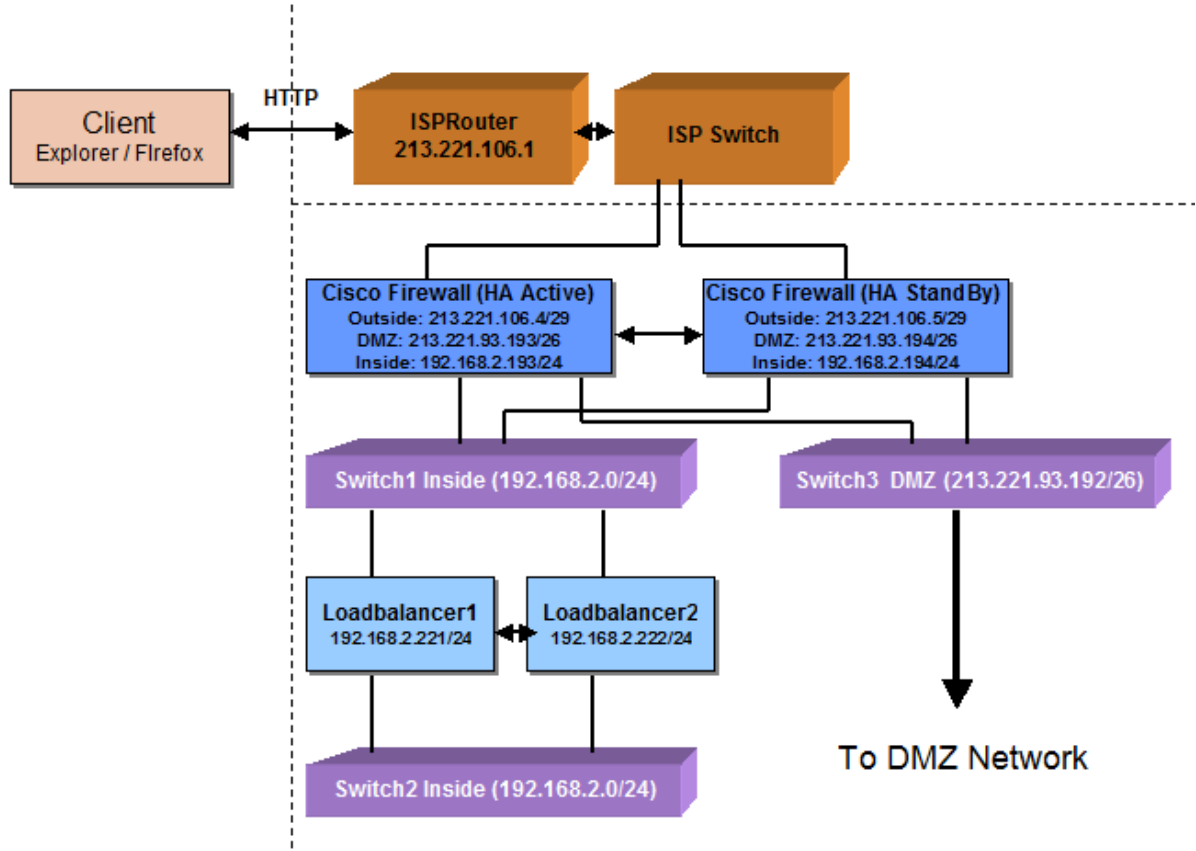 HTTP
Client
Explorer / FIrefox
ISPRouter
213.221.106.1
ISP Switch
Cisco Firewall (HA Active)
Outside: 213.221.106.4/29
DMZ: 213.221.93.193/26
Inside: 192.168.2.193/24
Cisco Firewall (HA StandBy)
Outside: 213.221.106.5/29
DMZ: 213.221.93.194/26
Inside: 192.168.2.194/24
Switch1 Inside (192.168.2.0/24)
Switch3 DMZ (213.221.93.192/26)
Loadbalancer1
192.168.2.221/24
Loadbalancer2
192.168.2.222/24
To DMZ Network
Switch2 Inside (192.168.2.0/24)